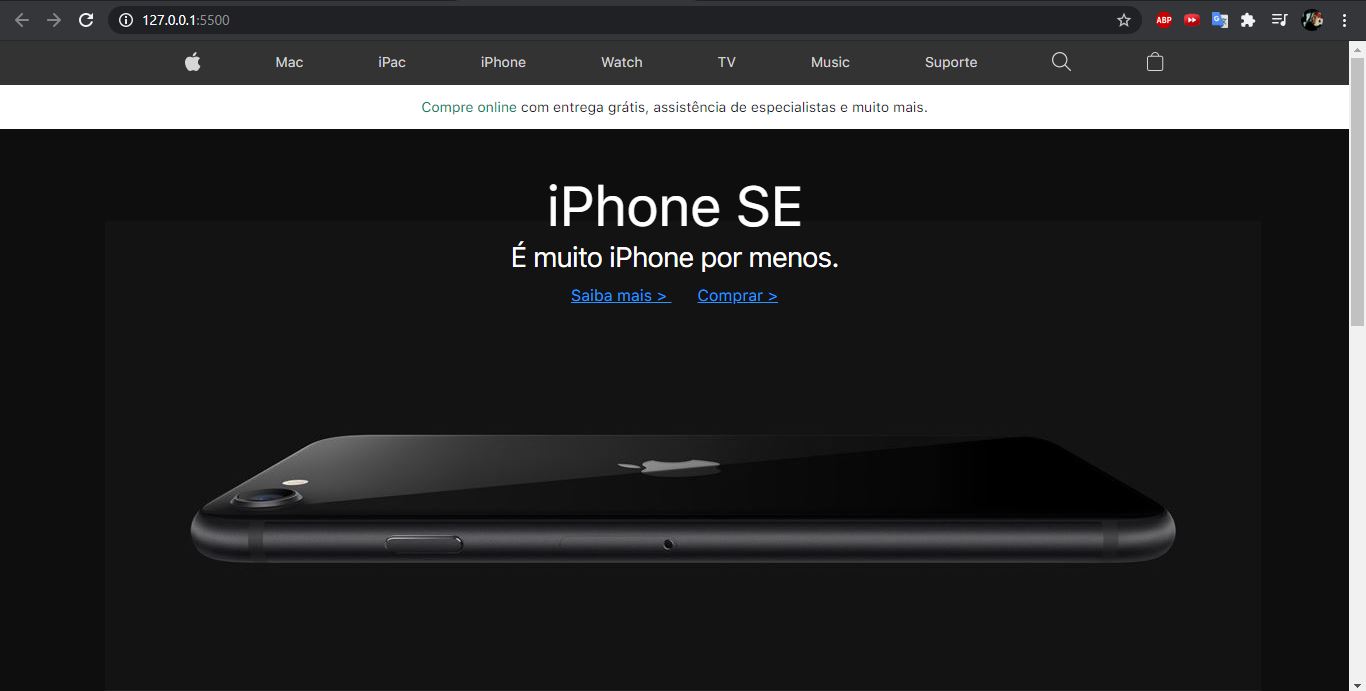 127.0.0.1:5500
ABP
Mac iPac iPhone Watch TV Music Suporte
Compre online com entrega grátis, assistência de especialistas e muito mais.
iPhone SE
É muito iPhone por menos.
Saiba mais > Comprar >